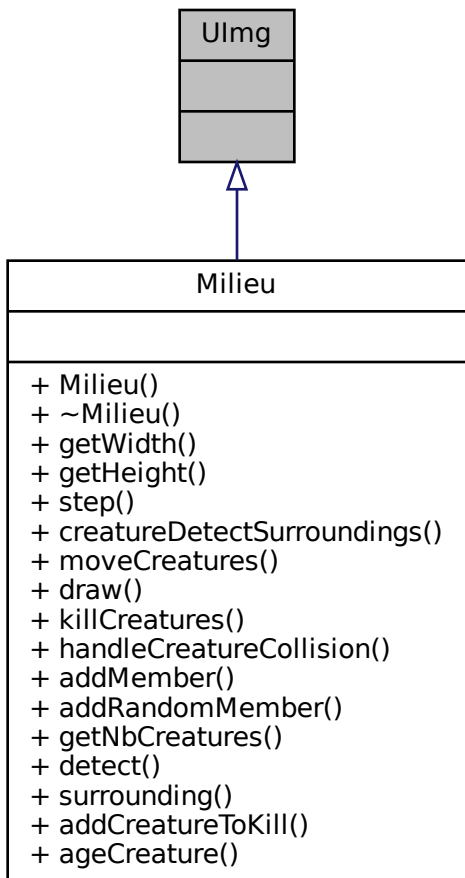 UImg
Milieu
+ Milieu()
+ ~Milieu()
+ getWidth()
+ getHeight()
+ step()
+ creatureDetectSurroundings()
+ moveCreatures()
+ draw()
+ killCreatures()
+ handleCreatureCollision()
+ addMember()
+ addRandomMember()
+ getNbCreatures()
+ detect()
+ surrounding()
+ addCreatureToKill()
+ ageCreature()